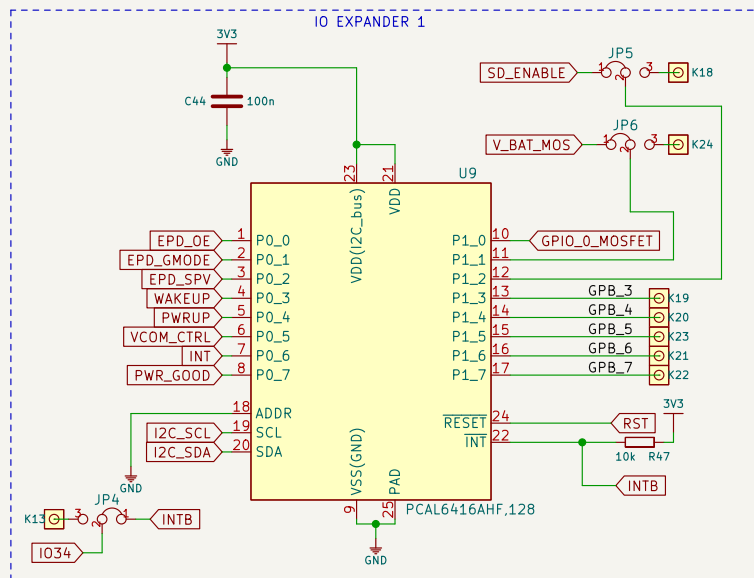 IO EXPANDER 1
3V3
C44 100n
GND
SD_ENABLE 1 JP5 2 3 K18
V_BAT_MOS 1 JP6 2 3 K24
U9
23 21
VDD(I2C_bus) VDD
EPD_OE 1 P0_0 P1_0 10 GPIO_0_MOSFET
EPD_GMODE 2 P0_1 P1_1 11
EPD_SPV 3 P0_2 P1_2 12
WAKEUP 4 P0_3 P1_3 13 GPB_3 K19
PWRUP 5 P0_4 P1_4 14 GPB_4 K20
VCOM_CTRL 6 P0_5 P1_5 15 GPB_5 K23
INT 7 P0_6 P1_6 16 GPB_6 K21
PWR_GOOD 8 P0_7 P1_7 17 GPB_7 K22
18 ADDR RESET 24 RST 3V3
I2C_SCL 19 SCL INT 22 10k R47
I2C_SDA 20 SDA
GND
INTB
VSS(GND) PAD
9 25
PCAL6416AHF,128
K13 3 JP4 2 1 INTB
IO34
GND